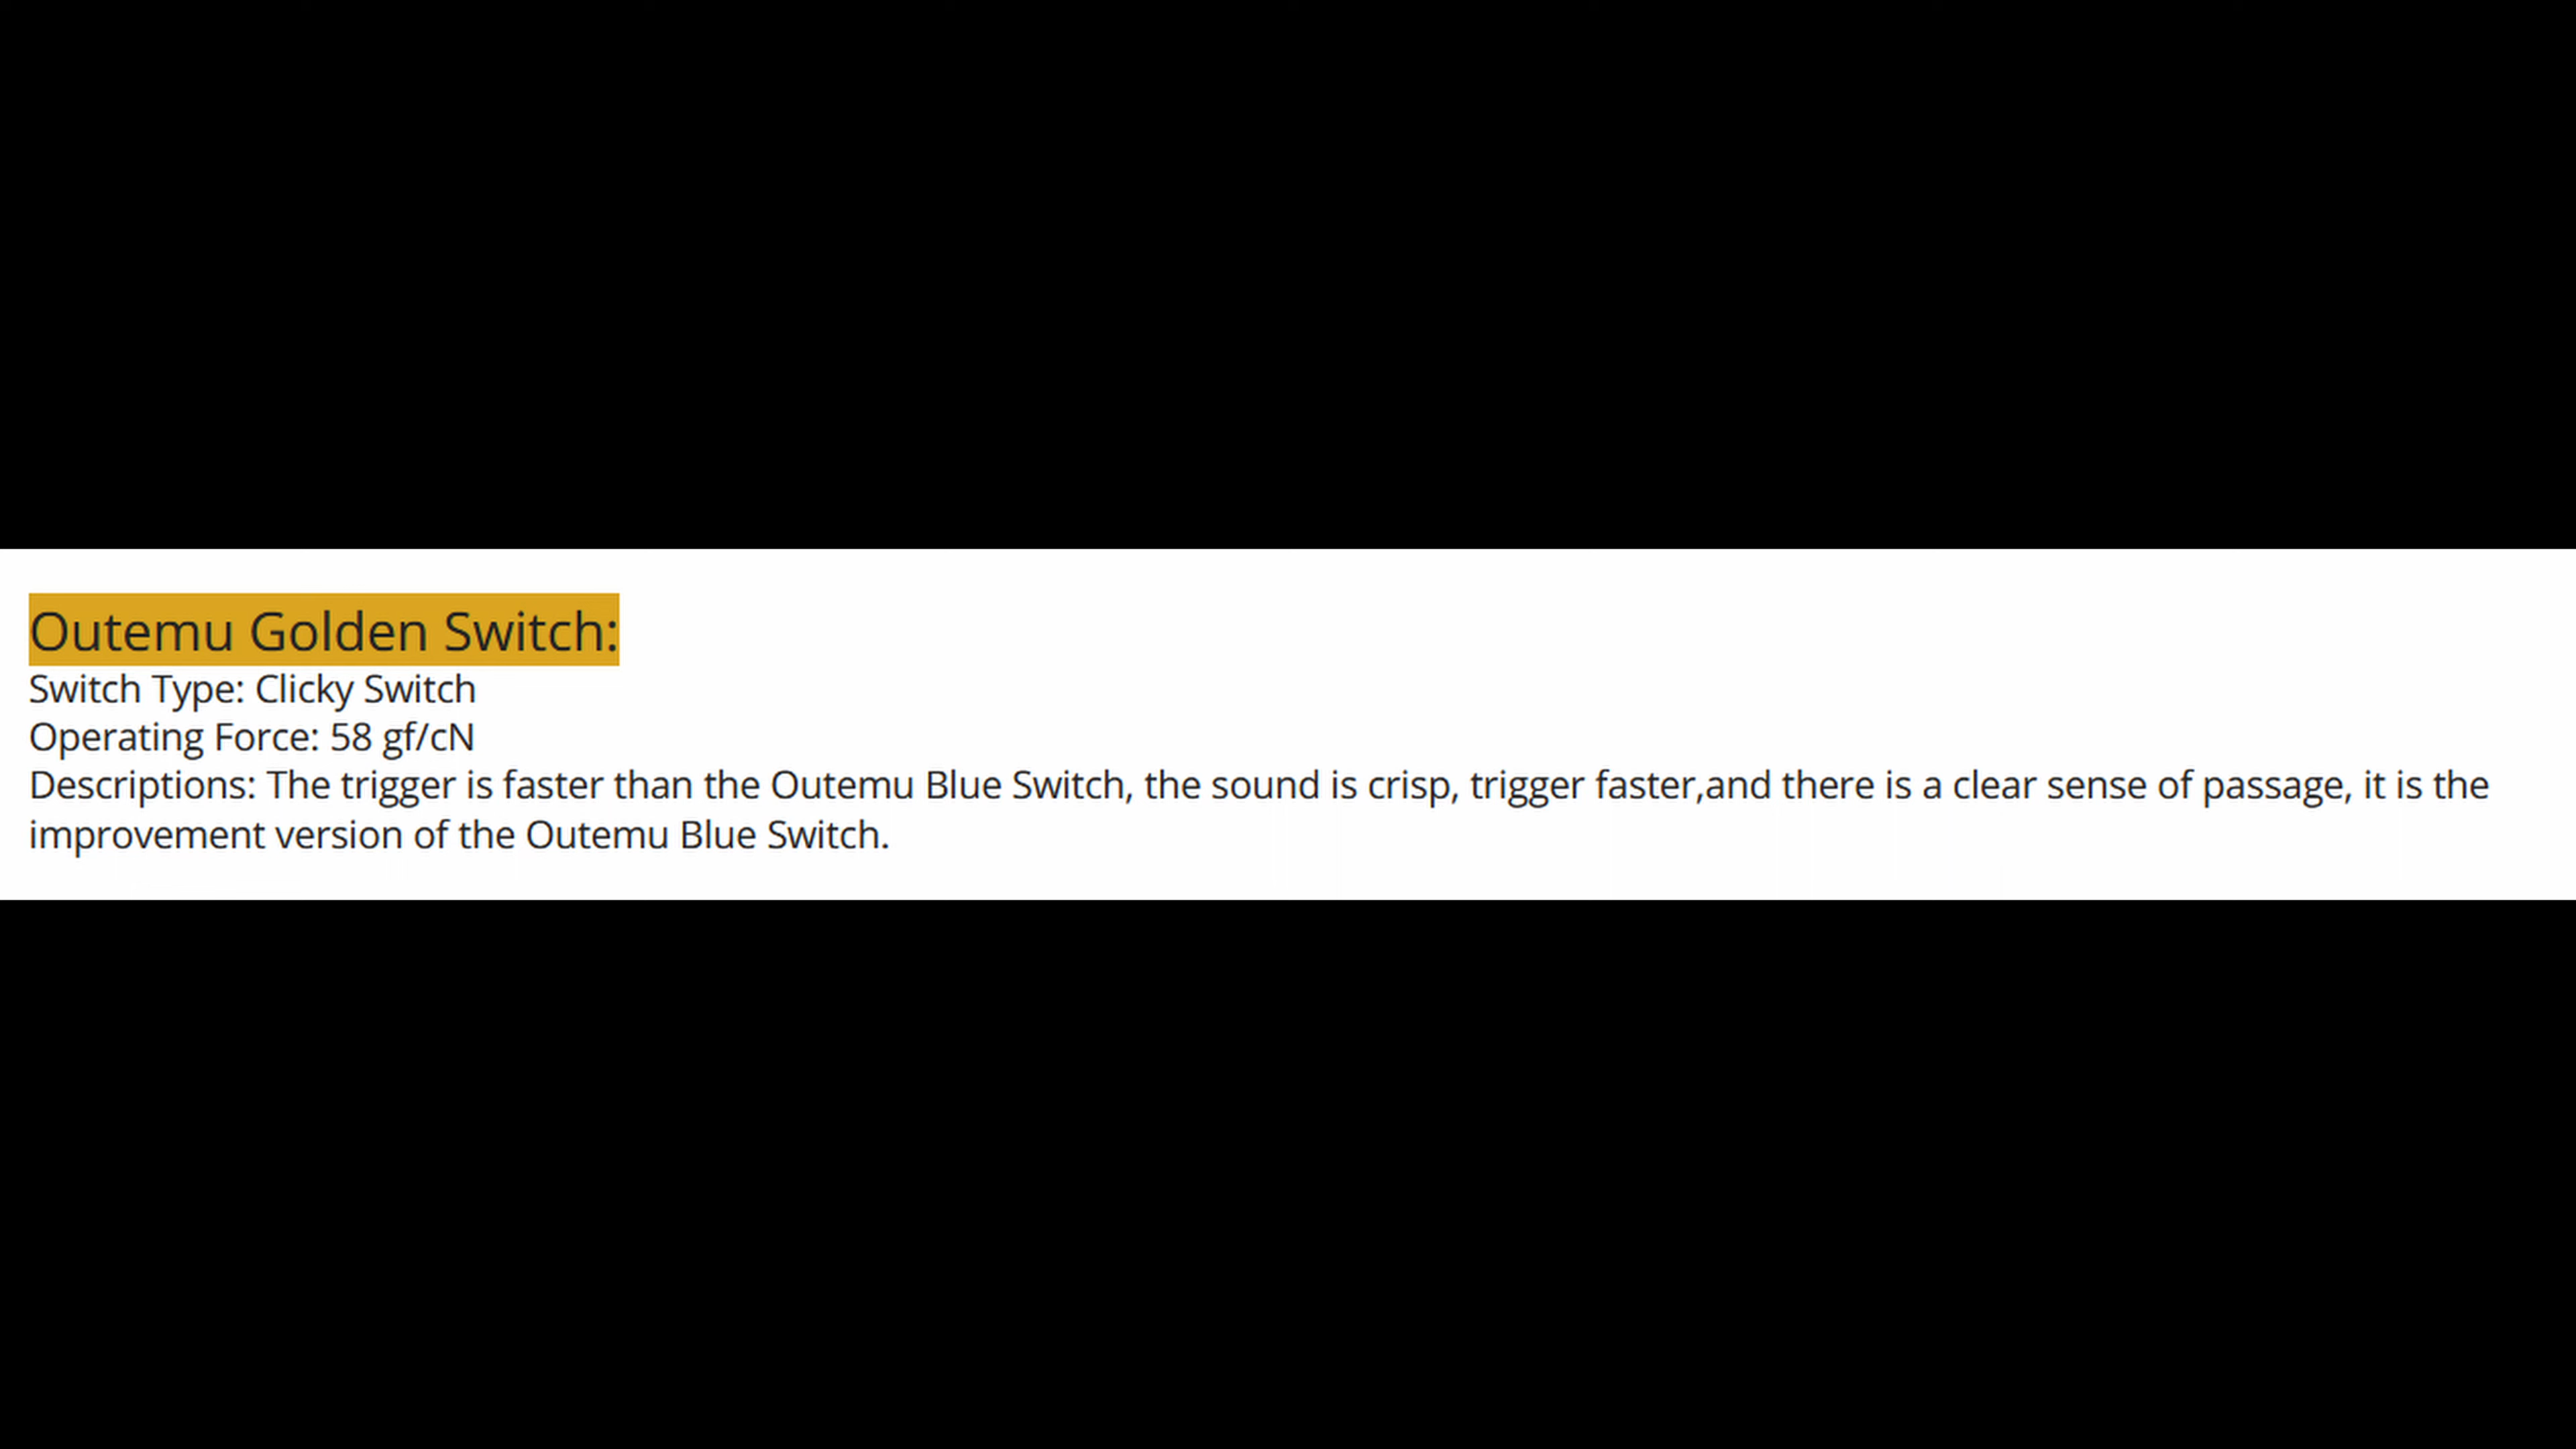 Outemu Golden Switch:
Switch Type: Clicky Switch
Operating Force: 58 gf/cN
Descriptions: The trigger is faster than the Outemu Blue Switch, the sound is crisp, trigger faster,and there is a clear sense of passage, it is the
improvement version of the Outemu Blue Switch.